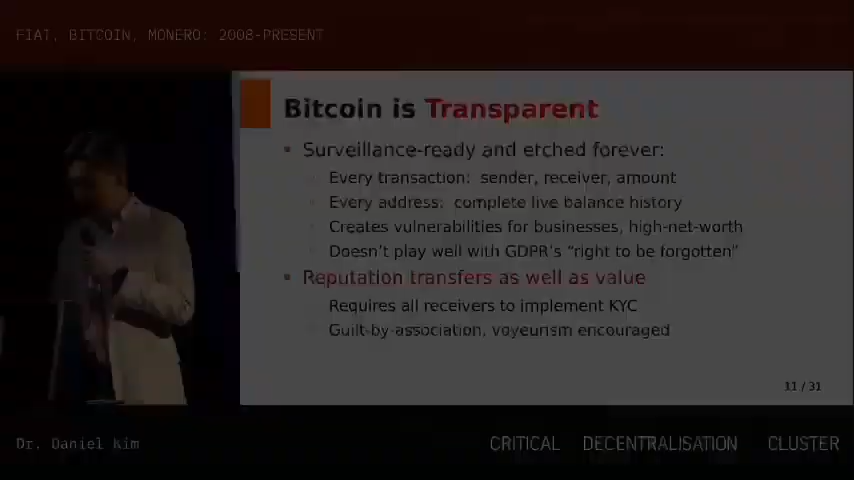 FIAT, BITCOIN, MONERO: 2008-PRESENT
Bitcoin is Transparent
Surveillance-ready and etched forever:
Every transaction: sender, receiver, amount
Every address: complete live balance history
Creates vulnerabilities for businesses, high-net-worth
Doesn't play well with GDPR's "right to be forgotten"
Reputation transfers as well as value
Requires all receivers to implement KYC
Guilt-by-association, voyeurism encouraged
11 / 31
Dr. Daniel Kim
CRITICAL DECENTRALISATION CLUSTER